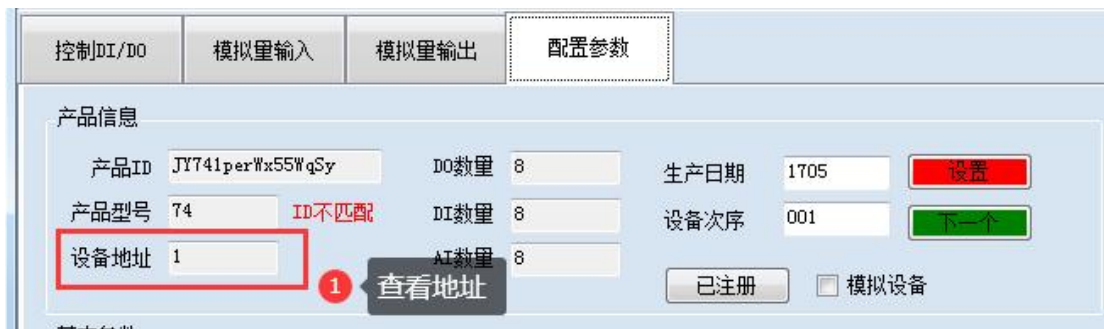 控制DI/DO 模拟里输入 模拟里输出 配置参数
产品信息
产品ID JY741perWx55WqSy DO数量 8 生产日期 1705 设置
产品型号 74 ID不匹配 DI数量 8 设备次序 001 下一个
设备地址 1 AI数量 8
1 查看地址 已注册 模拟设备